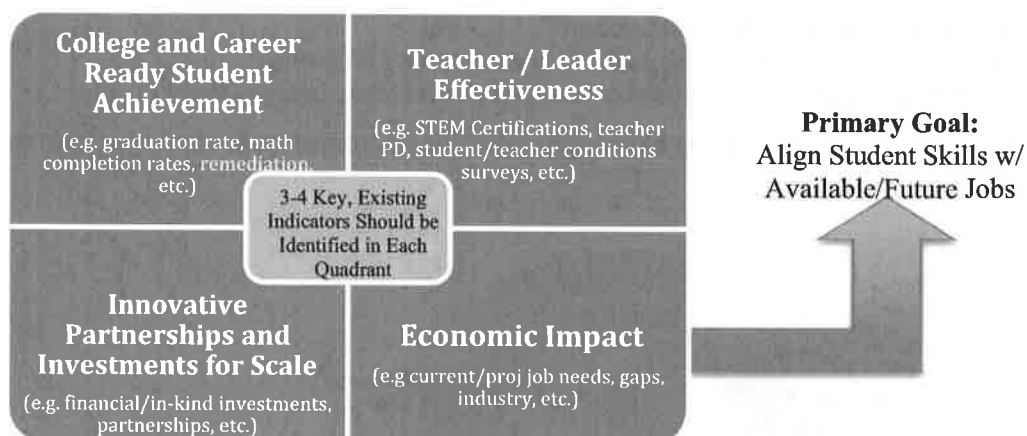 College and Career
Ready Student
Achievement
(e.g. graduation rate, math
completion rates, remediation,
etc.)
Teacher / Leader
Effectiveness
(e.g. STEM Certifications, teacher
PD, student/teacher conditions
surveys, etc.)
3-4 Key, Existing
Indicators Should be
Identified in Each
Quadrant
Innovative
Partnerships and
Investments for Scale
(e.g. financial/in-kind investments,
partnerships, etc.)
Economic Impact
(e.g current/proj job needs, gaps,
industry, etc.)
Primary Goal:
Align Student Skills w/
Available/Future Jobs